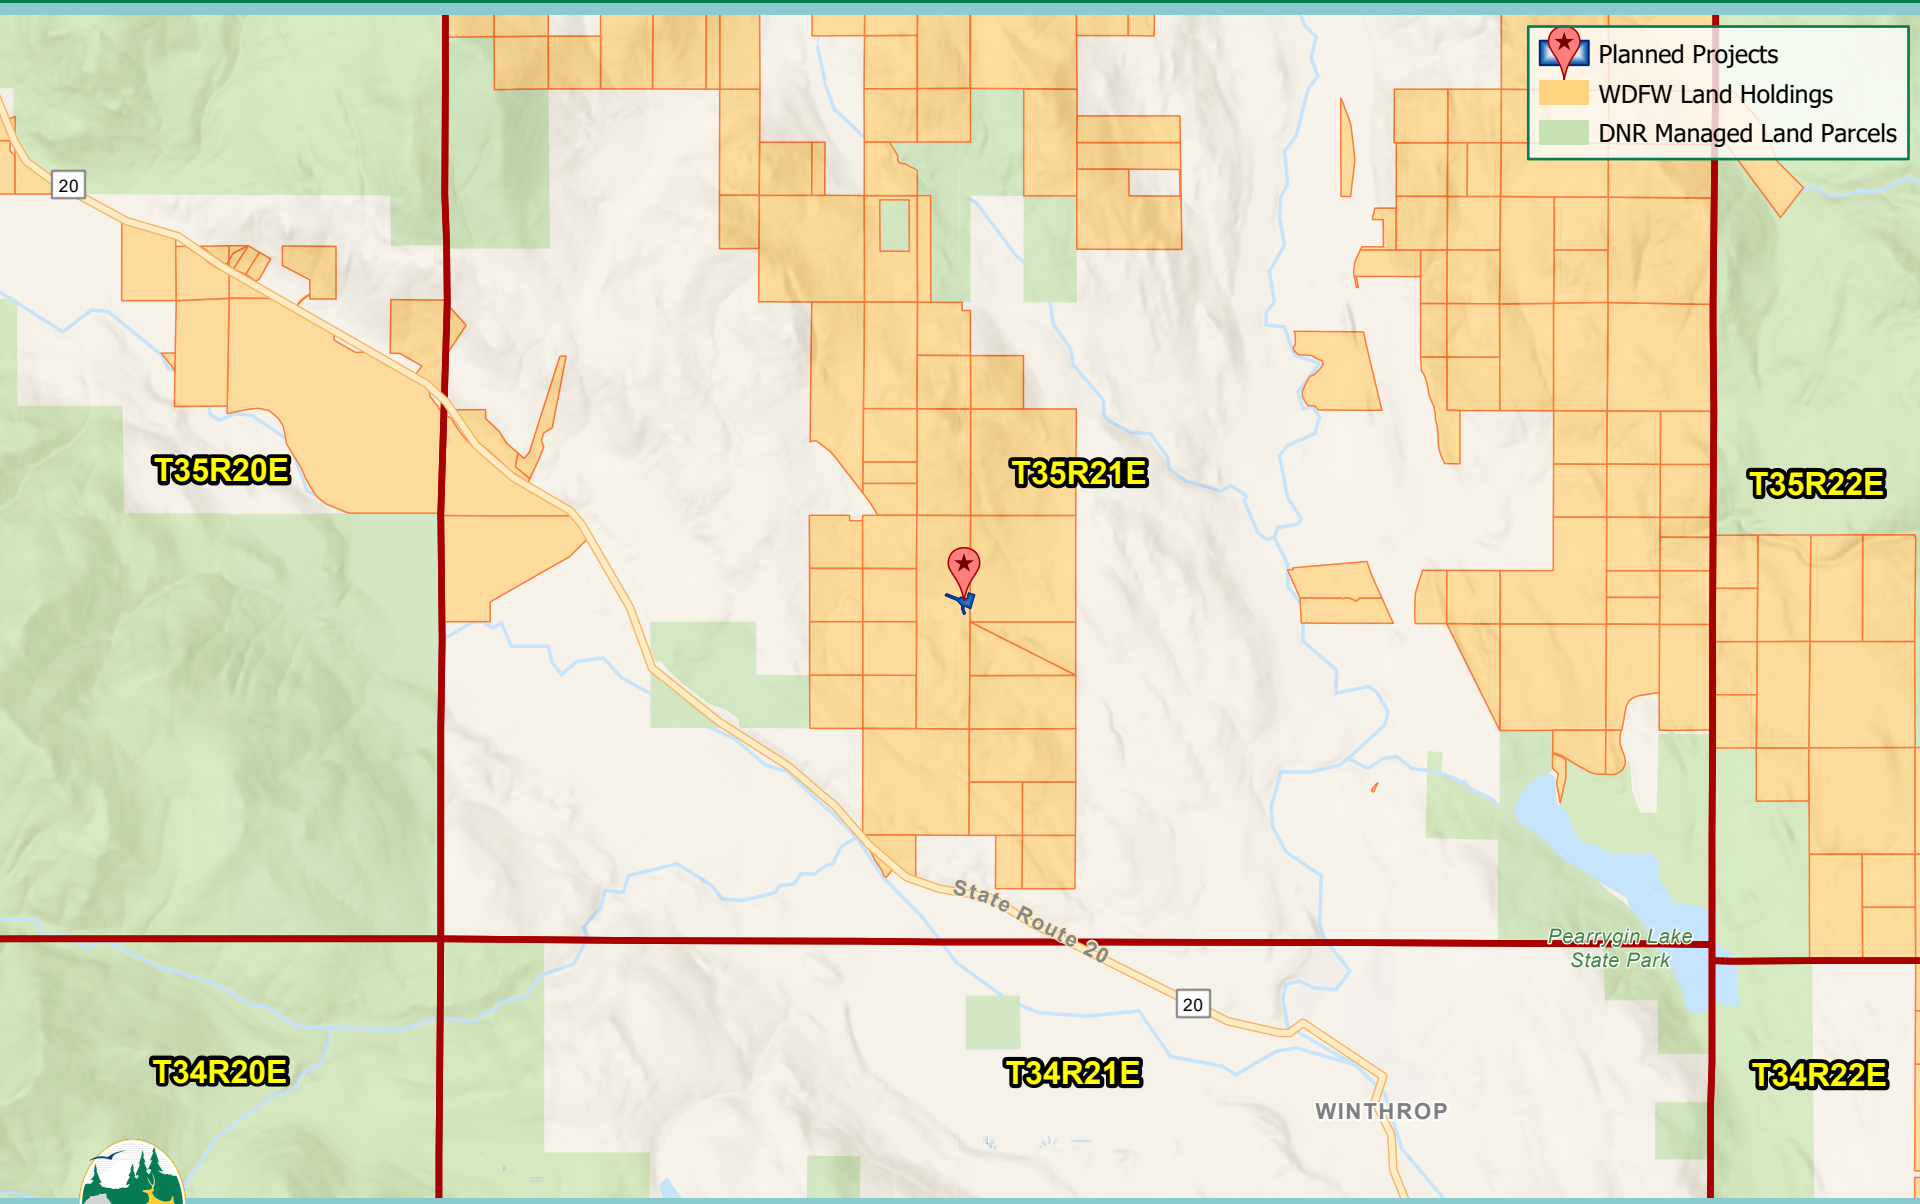 Planned Projects
WDFW Land Holdings
DNR Managed Land Parcels
20
T35R20E
T35R21E
T35R22E
State Route 20
Pearrygin Lake
State Park
20
T34R20E
T34R21E
T34R22E
WINTHROP